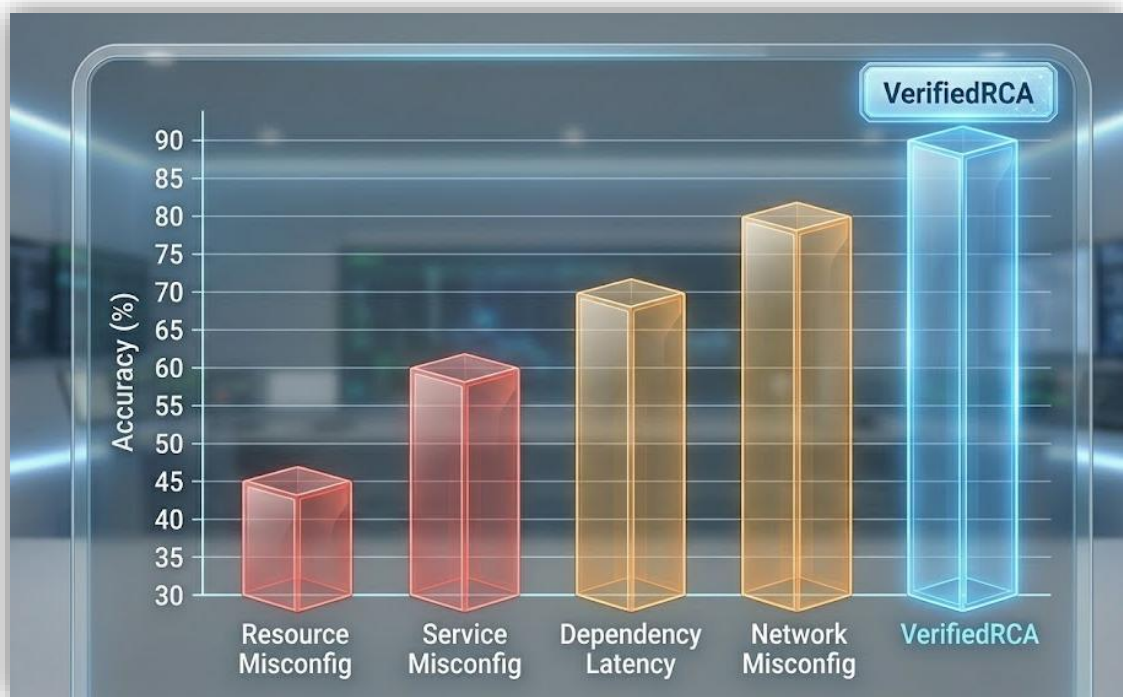 VerifiedRCA
Accuracy (%)
90
85
80
75
70
65
60
55
50
45
40
35
30
Resource
Misconfig
Service
Misconfig
Dependency
Latency
Network
Misconfig
VerifiedRCA